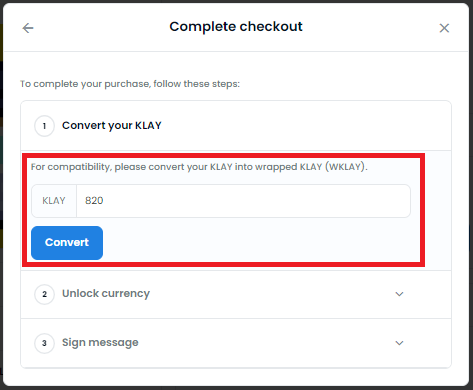 Complete checkout
To complete your purchase, follow these steps:
1 Convert your KLAY
For compatibility, please convert your KLAY into wrapped KLAY (WKLAY).
KLAY 820
Convert
2 Unlock currency
3 Sign message